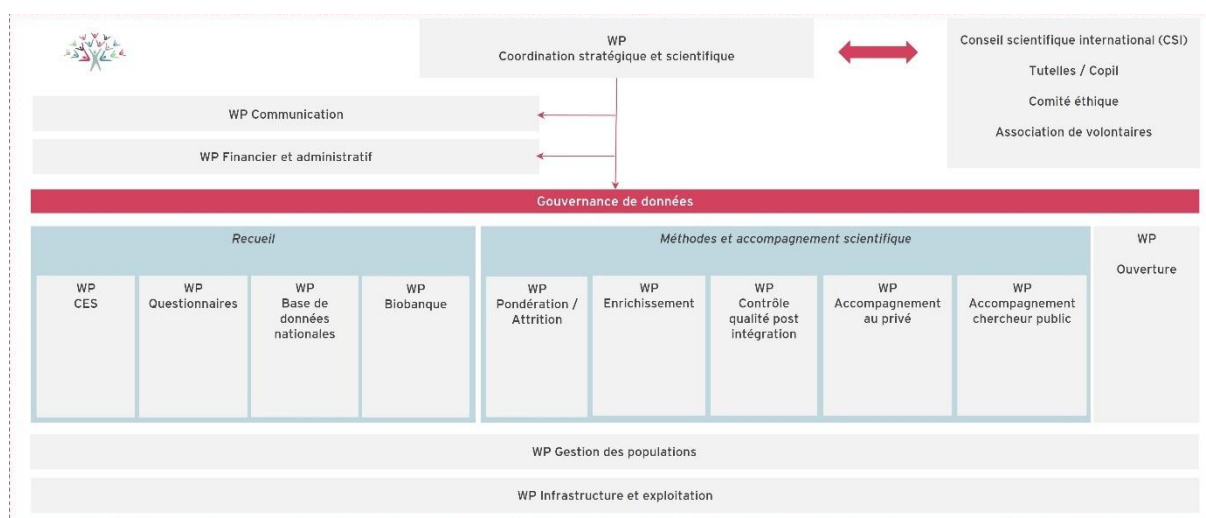 WP
Coordination stratégique et scientifique
Conseil scientifique international (CSI)
Tutelles / Copil
Comité éthique
Association de volontaires
WP Communication
WP Financier et administratif
Gouvernance de données
Recueil
WP
CES
WP
Questionnaires
WP
Base de
données
nationales
WP
Biobanque
Méthodes et accompagnement scientifique
WP
Pondération /
Attrition
WP
Enrichissement
WP
Contrôle
qualité post
intégration
WP
Accompagnement
au privé
WP
Accompagnement
chercheur public
WP
Ouverture
WP Gestion des populations
WP Infrastructure et exploitation